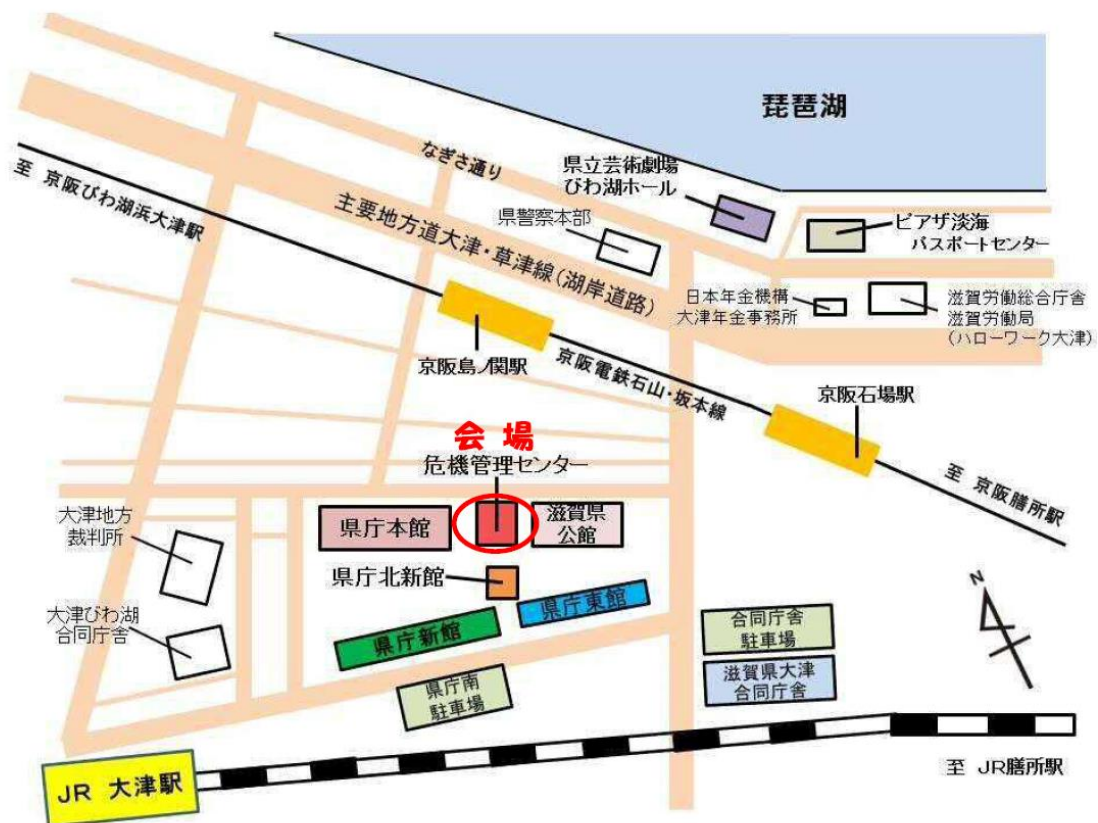 琵琶湖
なぎさ通り
県立芸術劇場
びわ湖ホール
至 京阪びわ湖浜大津駅
主要地方道大津・草津線(湖岸道路)
県警察本部
ピアザ淡海
パスポートセンター
日本年金機構
大津年金事務所
滋賀労働総合庁舎
滋賀労働局
(ハローワーク大津)
京阪島ノ関駅
京阪電鉄石山・坂本線
京阪石場駅
至 京阪膳所駅
会場
危機管理センター
大津地方
裁判所
県庁本館
滋賀県
公館
県庁北新館
大津びわ湖
合同庁舎
県庁東館
県庁新館
合同庁舎
駐車場
県庁南
駐車場
滋賀県大津
合同庁舎
N
JR 大津駅
至 JR膳所駅